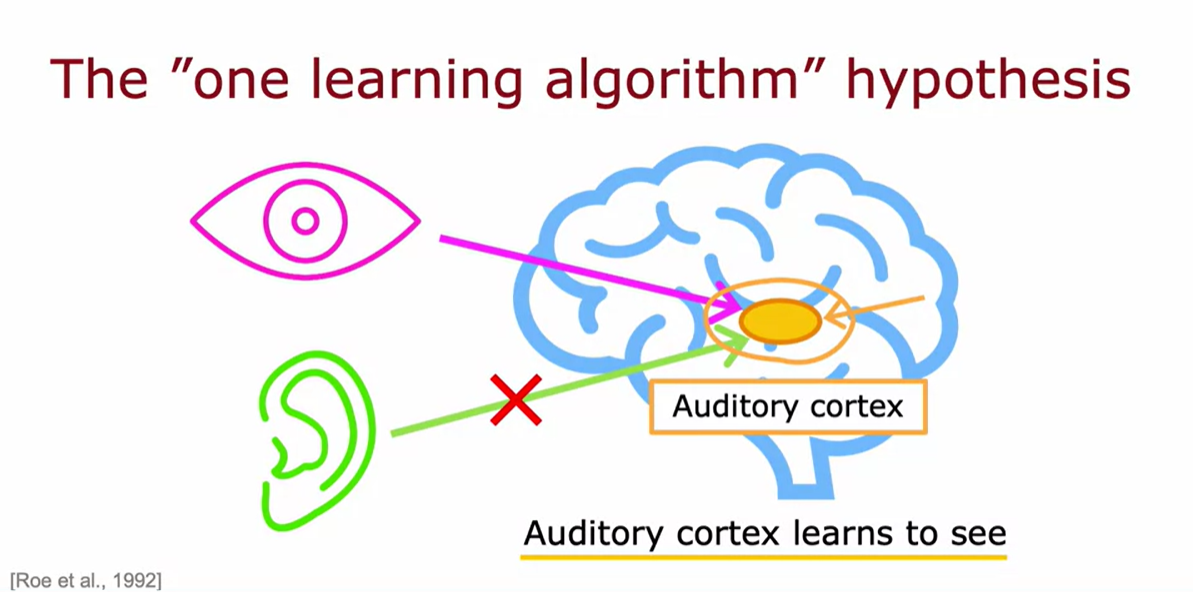 The ”one learning algorithm” hypothesis
Auditory cortex
Auditory cortex learns to see
[Roe et al., 1992]